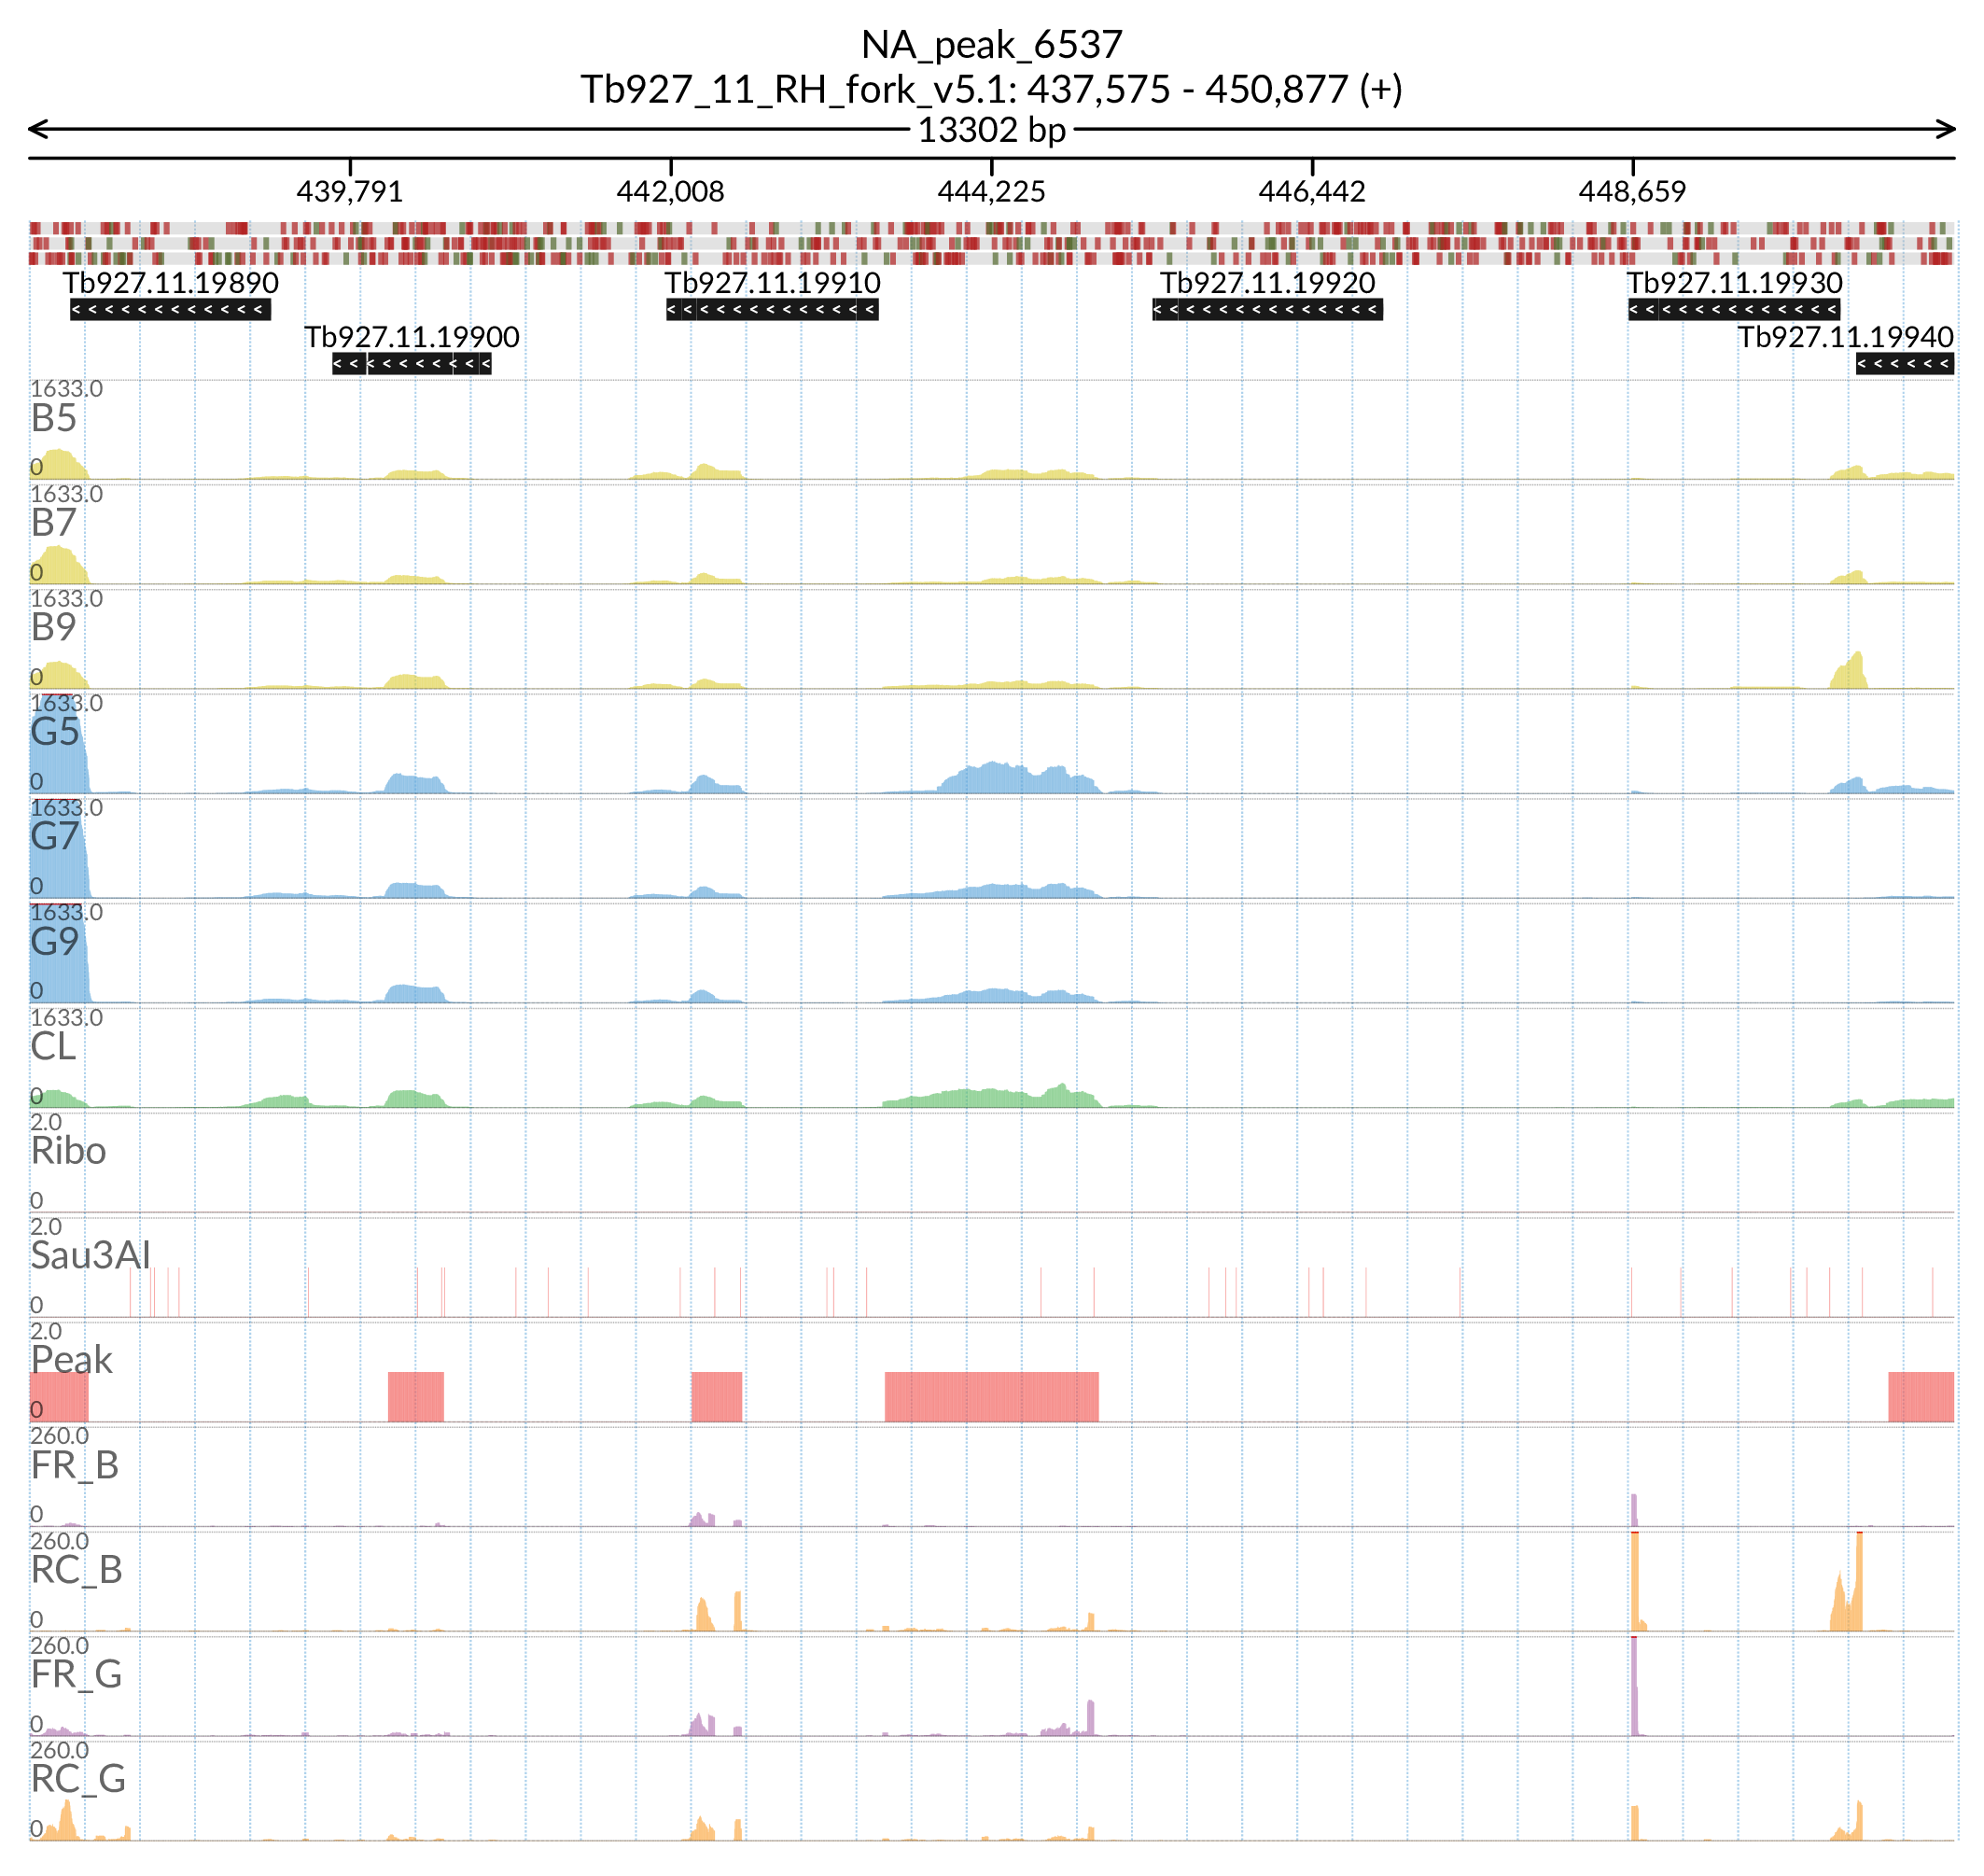 NA_peak_6537
Tb927_11_RH_fork_v5.1: 437,575 - 450,877 (+)
13302 bp
439,791 442,008 444,225 446,442 448,659
Tb927.11.19890 Tb927.11.19910 Tb927.11.19920 Tb927.11.19930
Tb927.11.19900 Tb927.11.19940
1633.0
B5
0
1633.0
B7
0
1633.0
B9
0
1633.0
G5
0
1633.0
G7
0
1633.0
G9
0
1633.0
CL
0
2.0
Ribo
0
2.0
Sau3AI
0
2.0
Peak
0
260.0
FR_B
0
260.0
RC_B
0
260.0
FR_G
0
260.0
RC_G
0